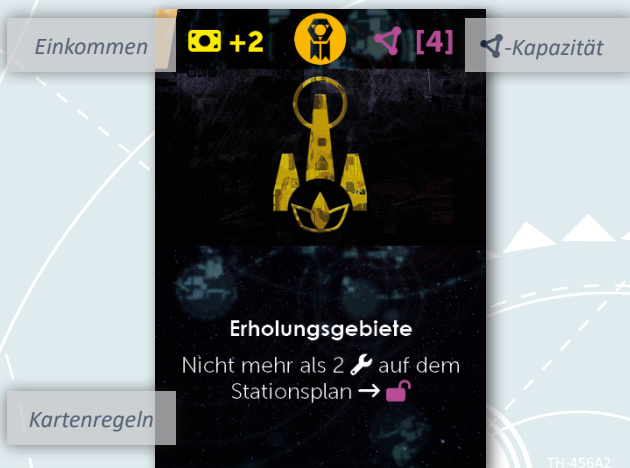 Einkommen
+2
[4]
-Kapazität
Erholungsgebiete
Nicht mehr als 2 auf dem
Stationsplan →
Kartenregeln
TH-456A2